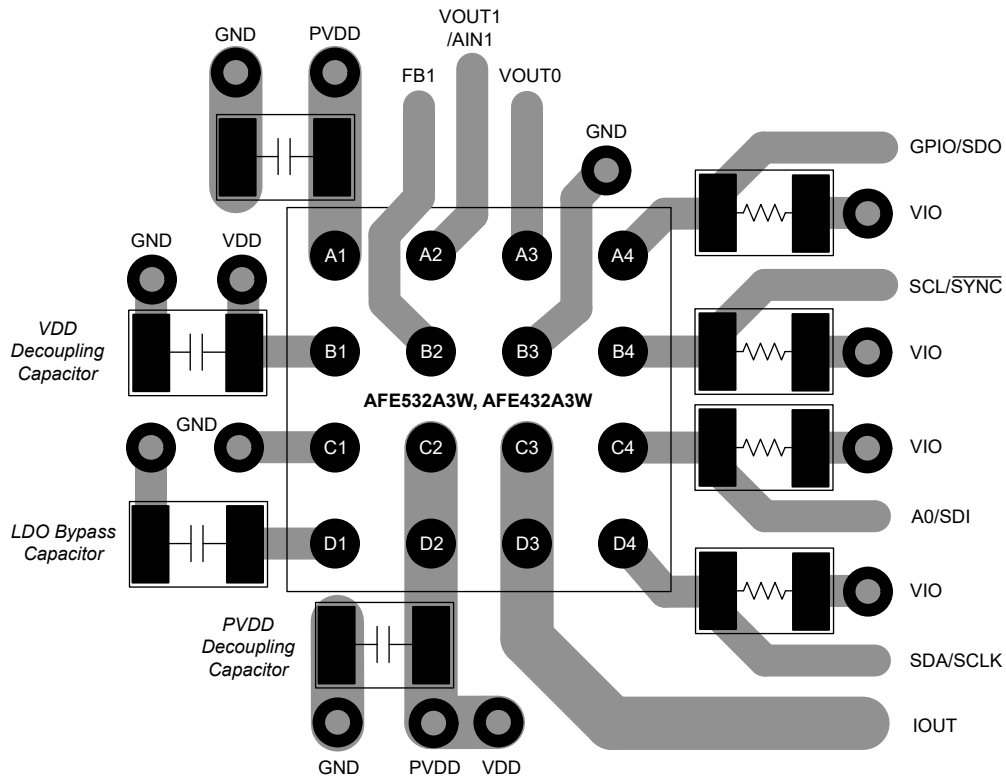 GND
PVDD
VOUT1
/AIN1
FB1
VOUT0
GND
GPIO/SDO
VIO
A1
A2
A3
A4
GND
VDD
SCL/SYNC
VDD
Decoupling
Capacitor
B1
B2
B3
B4
VIO
AFE532A3W, AFE432A3W
GND
C1
C2
C3
C4
VIO
A0/SDI
LDO Bypass
Capacitor
D1
D2
D3
D4
VIO
PVDD
Decoupling
Capacitor
SDA/SCLK
IOUT
GND
PVDD
VDD